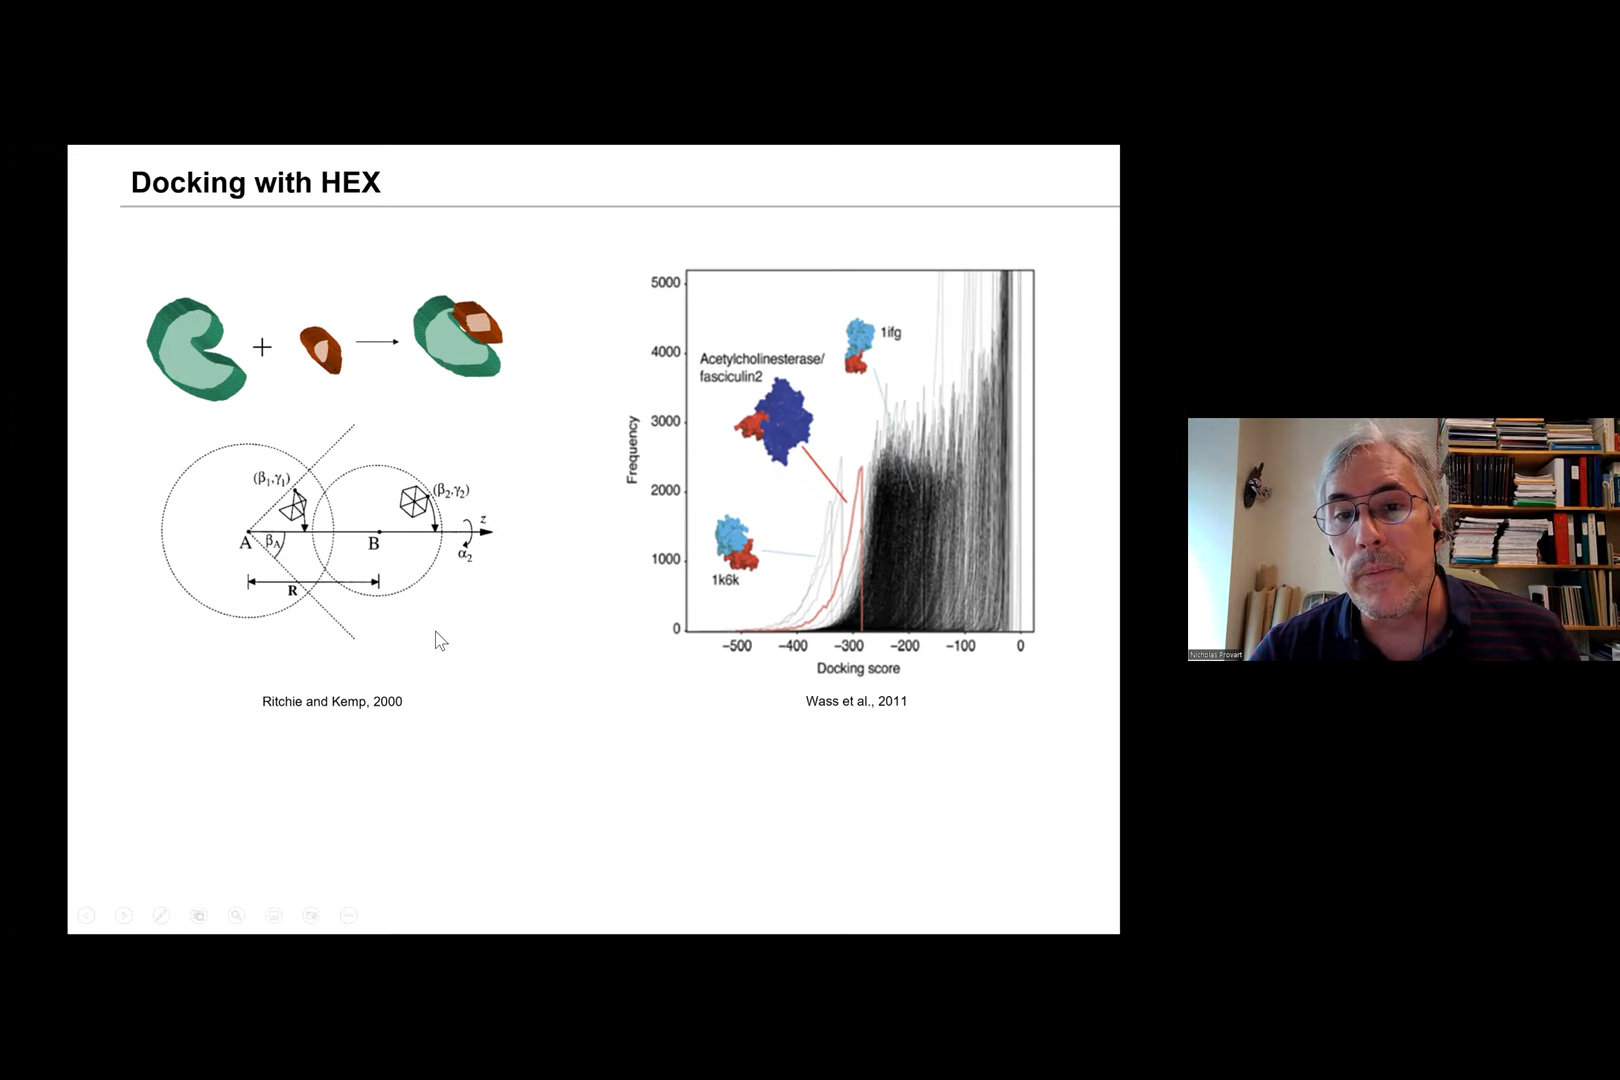 Docking with HEX
+
(β₁,γ₁)
(β₂,γ₂)
A
β_A
B
z
α₂
R
Ritchie and Kemp, 2000
5000
4000
3000
2000
1000
0
Frequency
1ifg
Acetylcholinesterase/
fasciculin2
1k6k
−500
−400
−300
−200
−100
0
Docking score
Wass et al., 2011
Nicholas Provart